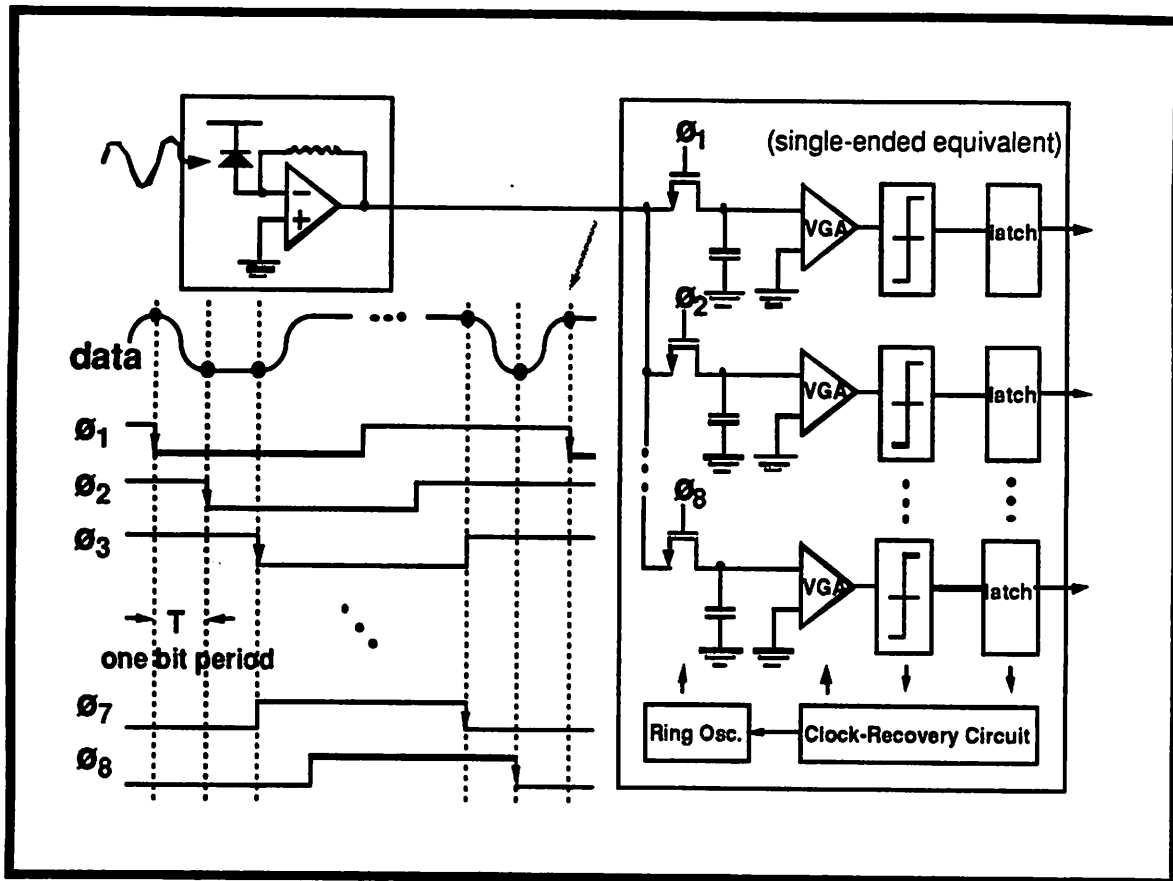 Ø1
(single-ended equivalent)
VGA
latch
Ø2
VGA
latch
Ø8
VGA
latch
Ring Osc.
Clock-Recovery Circuit
− 
+
data
Ø1
Ø2
Ø3
T
one bit period
Ø7
Ø8